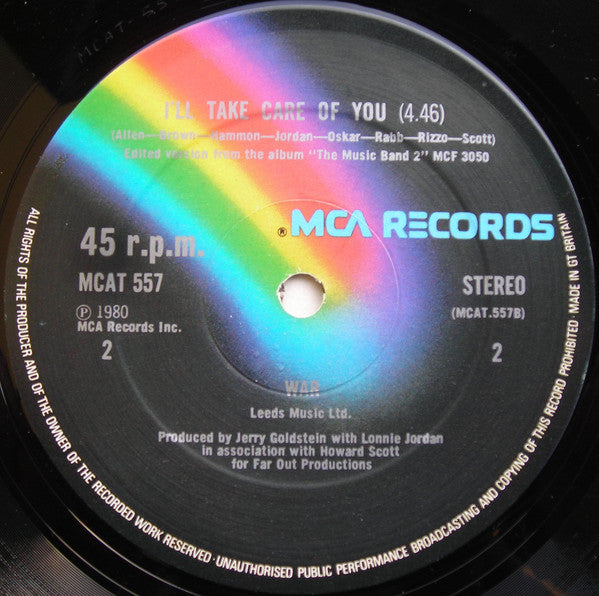 MCAT-55
I'LL TAKE CARE OF YOU (4.46)
(Allen—Brown—Hammon—Jordan—Oskar—Rabb—Rizzo—Scott)
Edited version from the album "The Music Band 2" MCF 3050
® MCA RECORDS
45 r.p.m.
MCAT 557
STEREO
℗ 1980
(MCAT.557B)
MCA Records Inc.
2
2
WAR
Leeds Music Ltd.
Produced by Jerry Goldstein with Lonnie Jordan
in association with Howard Scott
for Far Out Productions
ALL RIGHTS OF THE PRODUCER AND OF THE OWNER OF THE RECORDED WORK RESERVED·UNAUTHORISED PUBLIC PERFORMANCE BROADCASTING AND COPYING OF THIS RECORD PROHIBITED·MADE IN GT BRITAIN